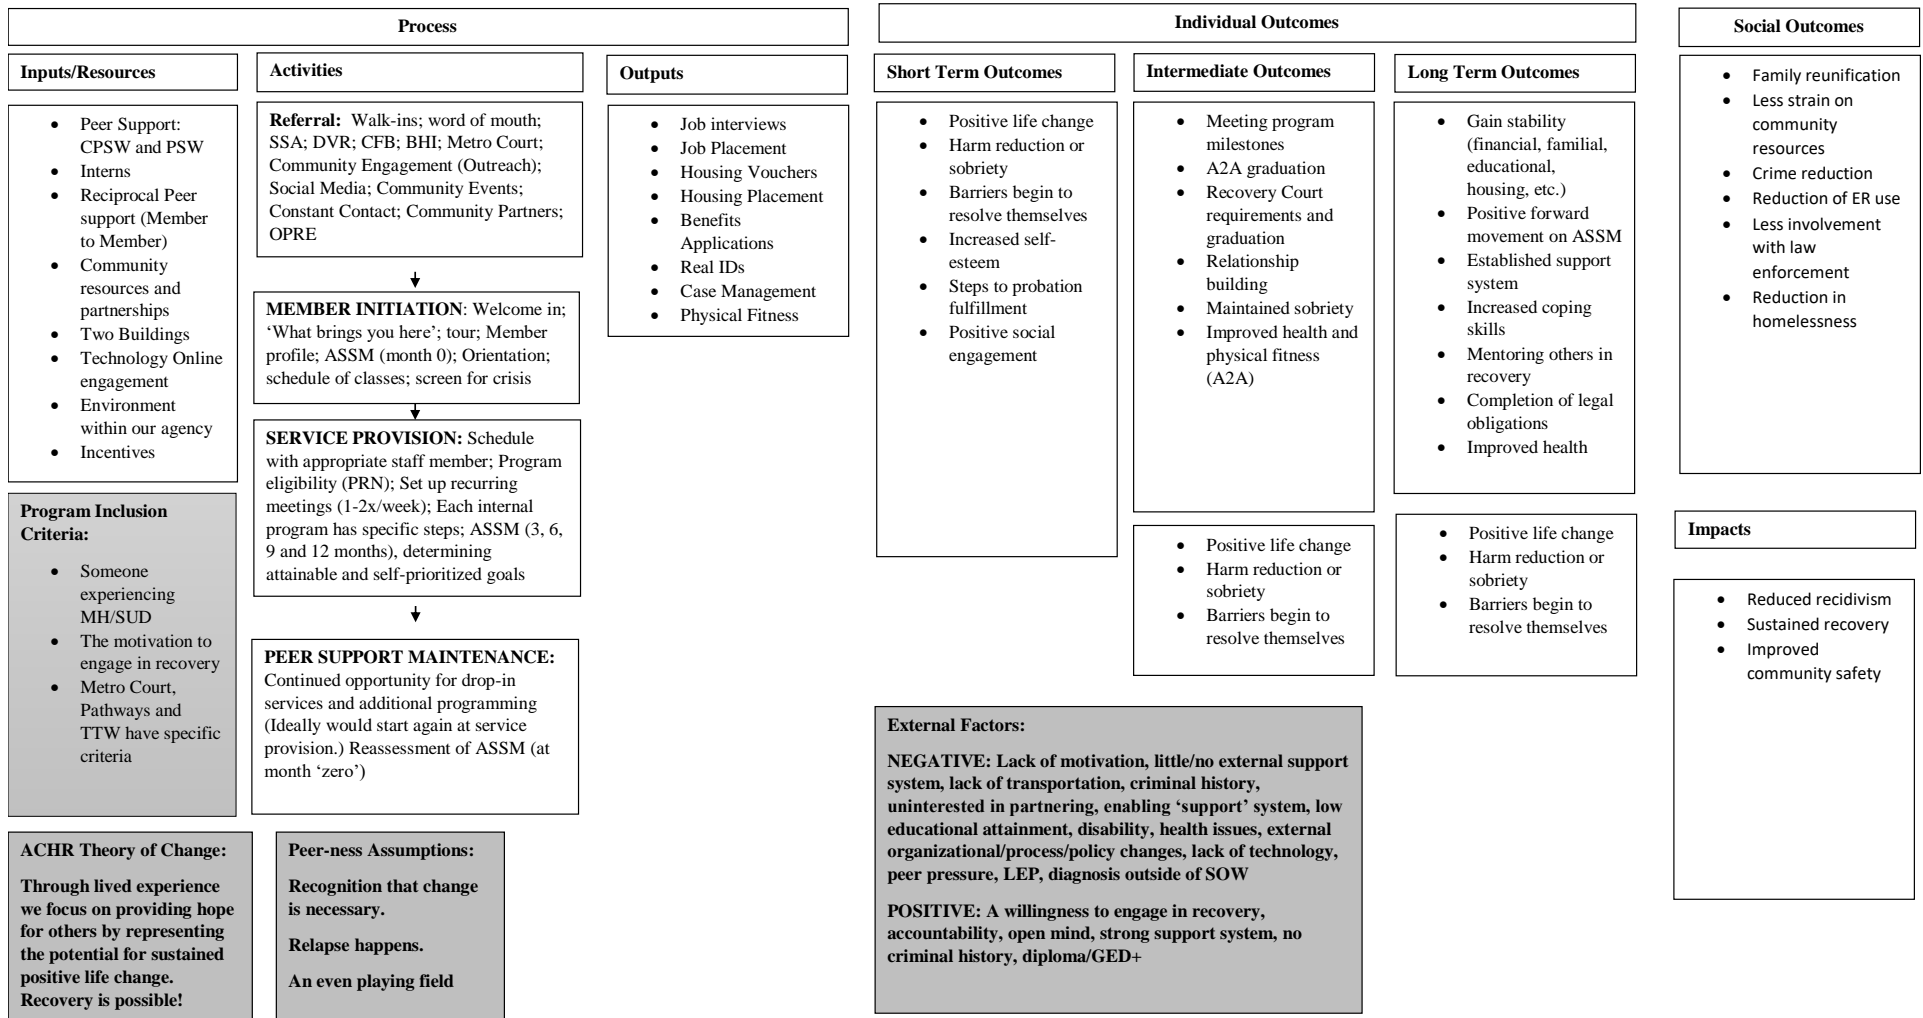 Process
Inputs/Resources
• Peer Support:
CPSW and PSW
• Interns
• Reciprocal Peer
support (Member
to Member)
• Community
resources and
partnerships
• Two Buildings
• Technology Online
engagement
• Environment
within our agency
• Incentives
Program Inclusion
Criteria:
• Someone
experiencing
MH/SUD
• The motivation to
engage in recovery
• Metro Court,
Pathways and
TTW have specific
criteria
Activities
Referral: Walk-ins; word of mouth;
SSA; DVR; CFB; BHI; Metro Court;
Community Engagement (Outreach);
Social Media; Community Events;
Constant Contact; Community Partners;
OPRE
MEMBER INITIATION: Welcome in;
‘What brings you here’; tour; Member
profile; ASSM (month 0); Orientation;
schedule of classes; screen for crisis
SERVICE PROVISION: Schedule
with appropriate staff member; Program
eligibility (PRN); Set up recurring
meetings (1-2x/week); Each internal
program has specific steps; ASSM (3, 6,
9 and 12 months), determining
attainable and self-prioritized goals
PEER SUPPORT MAINTENANCE:
Continued opportunity for drop-in
services and additional programming
(Ideally would start again at service
provision.) Reassessment of ASSM (at
month ‘zero’)
Outputs
• Job interviews
• Job Placement
• Housing Vouchers
• Housing Placement
• Benefits
Applications
• Real IDs
• Case Management
• Physical Fitness
ACHR Theory of Change:
Through lived experience
we focus on providing hope
for others by representing
the potential for sustained
positive life change.
Recovery is possible!
Peer-ness Assumptions:
Recognition that change
is necessary.
Relapse happens.
An even playing field
Individual Outcomes
Short Term Outcomes
• Positive life change
• Harm reduction or
sobriety
• Barriers begin to
resolve themselves
• Increased self-
esteem
• Steps to probation
fulfillment
• Positive social
engagement
Intermediate Outcomes
• Meeting program
milestones
• A2A graduation
• Recovery Court
requirements and
graduation
• Relationship
building
• Maintained sobriety
• Improved health and
physical fitness
(A2A)
• Positive life change
• Harm reduction or
sobriety
• Barriers begin to
resolve themselves
Long Term Outcomes
• Gain stability
(financial, familial,
educational,
housing, etc.)
• Positive forward
movement on ASSM
• Established support
system
• Increased coping
skills
• Mentoring others in
recovery
• Completion of legal
obligations
• Improved health
• Positive life change
• Harm reduction or
sobriety
• Barriers begin to
resolve themselves
External Factors:
NEGATIVE: Lack of motivation, little/no external support
system, lack of transportation, criminal history,
uninterested in partnering, enabling ‘support’ system, low
educational attainment, disability, health issues, external
organizational/process/policy changes, lack of technology,
peer pressure, LEP, diagnosis outside of SOW
POSITIVE: A willingness to engage in recovery,
accountability, open mind, strong support system, no
criminal history, diploma/GED+
Social Outcomes
• Family reunification
• Less strain on
community
resources
• Crime reduction
• Reduction of ER use
• Less involvement
with law
enforcement
• Reduction in
homelessness
Impacts
• Reduced recidivism
• Sustained recovery
• Improved
community safety